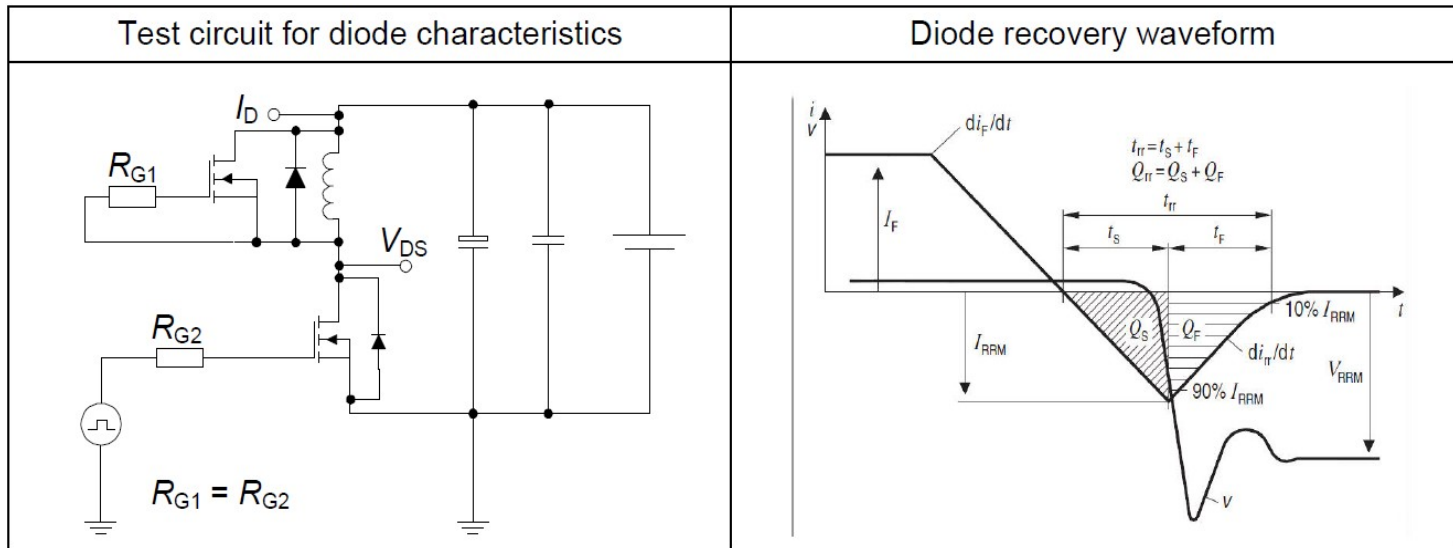 Test circuit for diode characteristics
Diode recovery waveform
I_D
R_G1
V_DS
R_G2
R_G1 = R_G2
i
v
di_F/dt
t_rr = t_S + t_F
Q_rr = Q_S + Q_F
t_rr
I_F
t_S
t_F
t
10% I_RRM
Q_S
Q_F
I_RRM
di_rr/dt
V_RRM
90% I_RRM
v